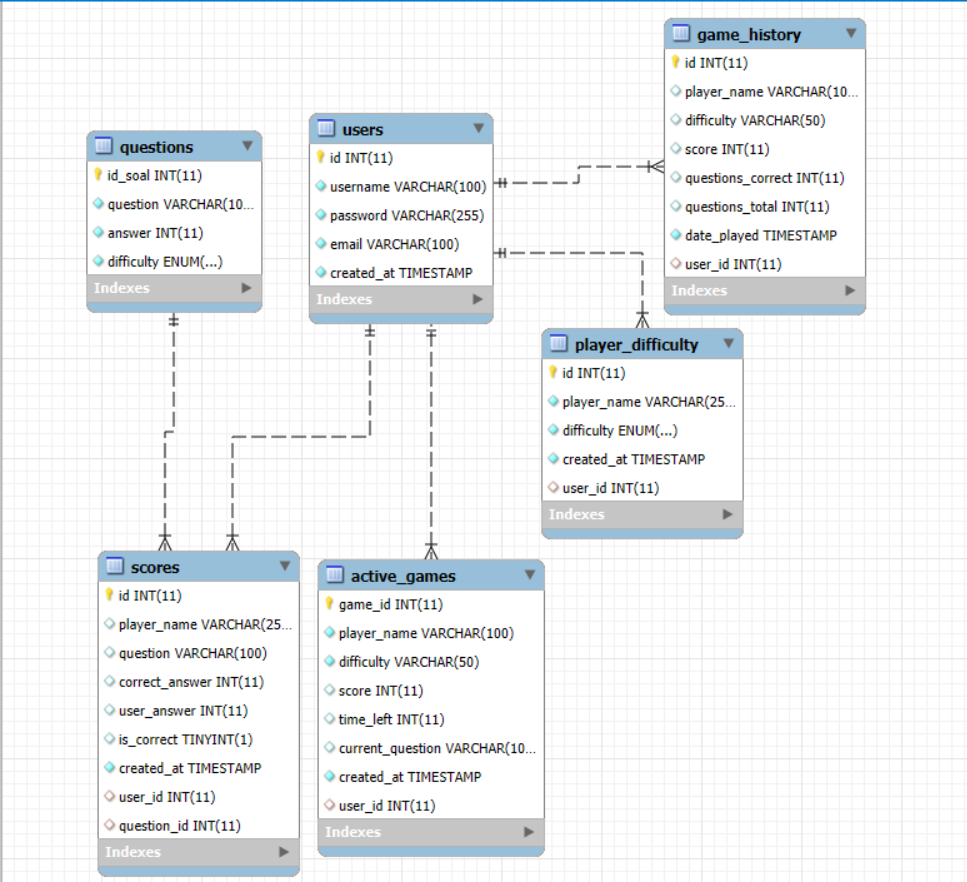 questions
id_soal INT(11)
question VARCHAR(10...
answer INT(11)
difficulty ENUM(...)
Indexes
users
id INT(11)
username VARCHAR(100)
password VARCHAR(255)
email VARCHAR(100)
created_at TIMESTAMP
Indexes
game_history
id INT(11)
player_name VARCHAR(10...
difficulty VARCHAR(50)
score INT(11)
questions_correct INT(11)
questions_total INT(11)
date_played TIMESTAMP
user_id INT(11)
Indexes
player_difficulty
id INT(11)
player_name VARCHAR(25...
difficulty ENUM(...)
created_at TIMESTAMP
user_id INT(11)
Indexes
scores
id INT(11)
player_name VARCHAR(25...
question VARCHAR(100)
correct_answer INT(11)
user_answer INT(11)
is_correct TINYINT(1)
created_at TIMESTAMP
user_id INT(11)
question_id INT(11)
Indexes
active_games
game_id INT(11)
player_name VARCHAR(100)
difficulty VARCHAR(50)
score INT(11)
time_left INT(11)
current_question VARCHAR(10...
created_at TIMESTAMP
user_id INT(11)
Indexes